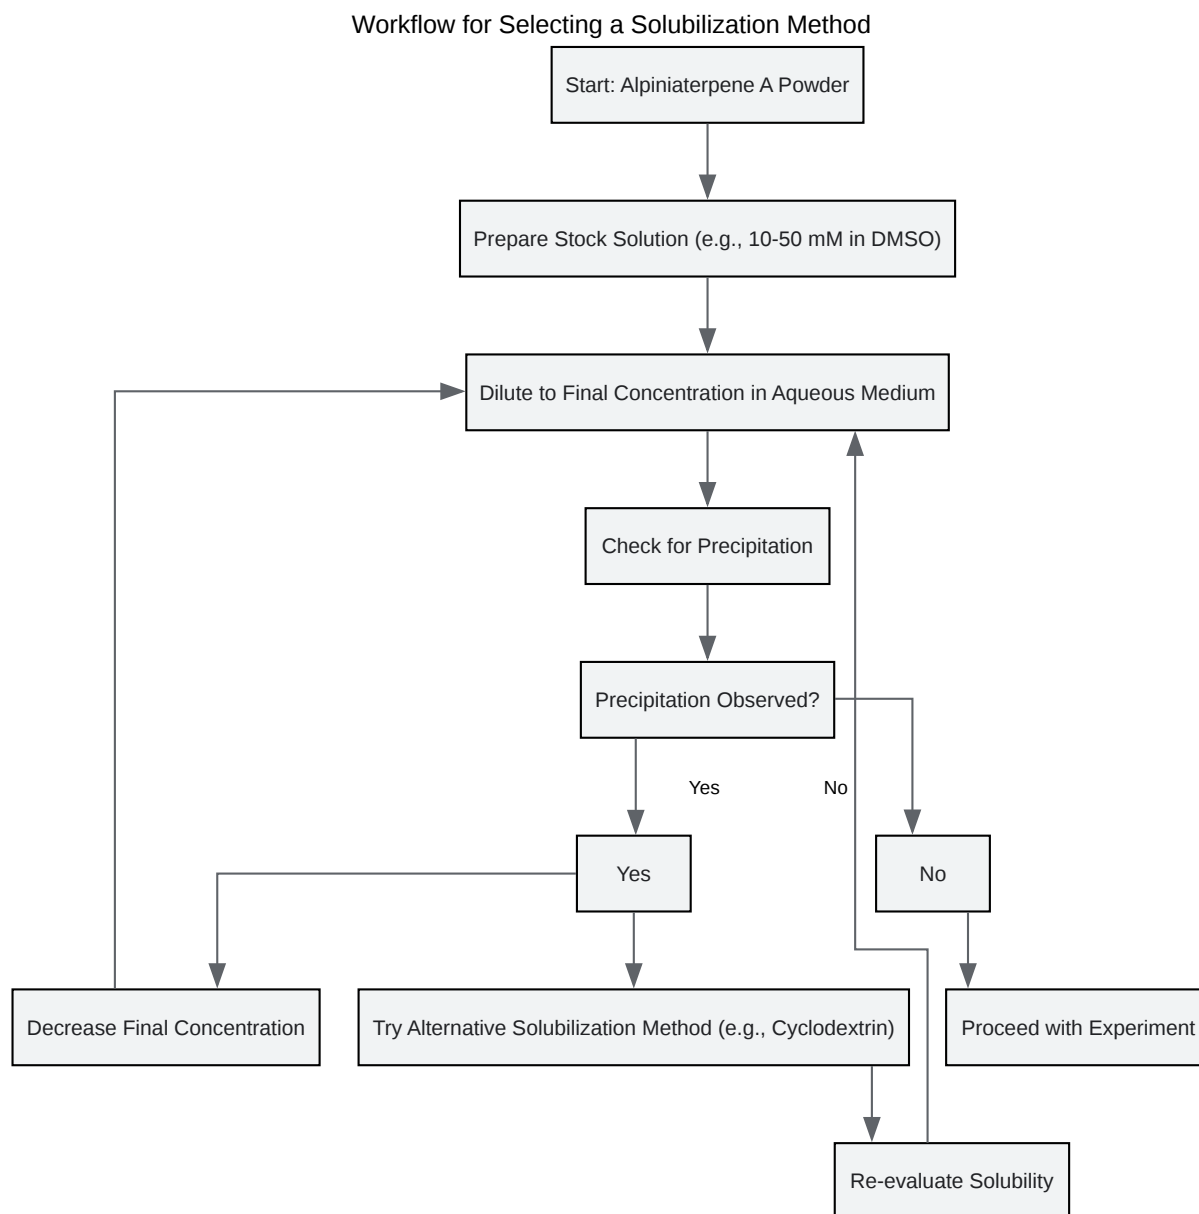 Workflow for Selecting a Solubilization Method
Start: Alpiniaterpene A Powder
Prepare Stock Solution (e.g., 10-50 mM in DMSO)
Dilute to Final Concentration in Aqueous Medium
Check for Precipitation
Precipitation Observed?
Yes
No
Yes
No
Decrease Final Concentration
Try Alternative Solubilization Method (e.g., Cyclodextrin)
Proceed with Experiment
Re-evaluate Solubility